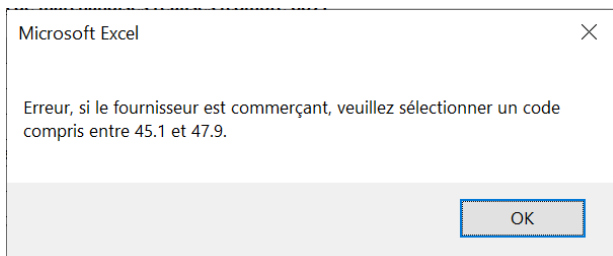 Microsoft Excel
Erreur, si le fournisseur est commerçant, veuillez sélectionner un code
compris entre 45.1 et 47.9.
OK